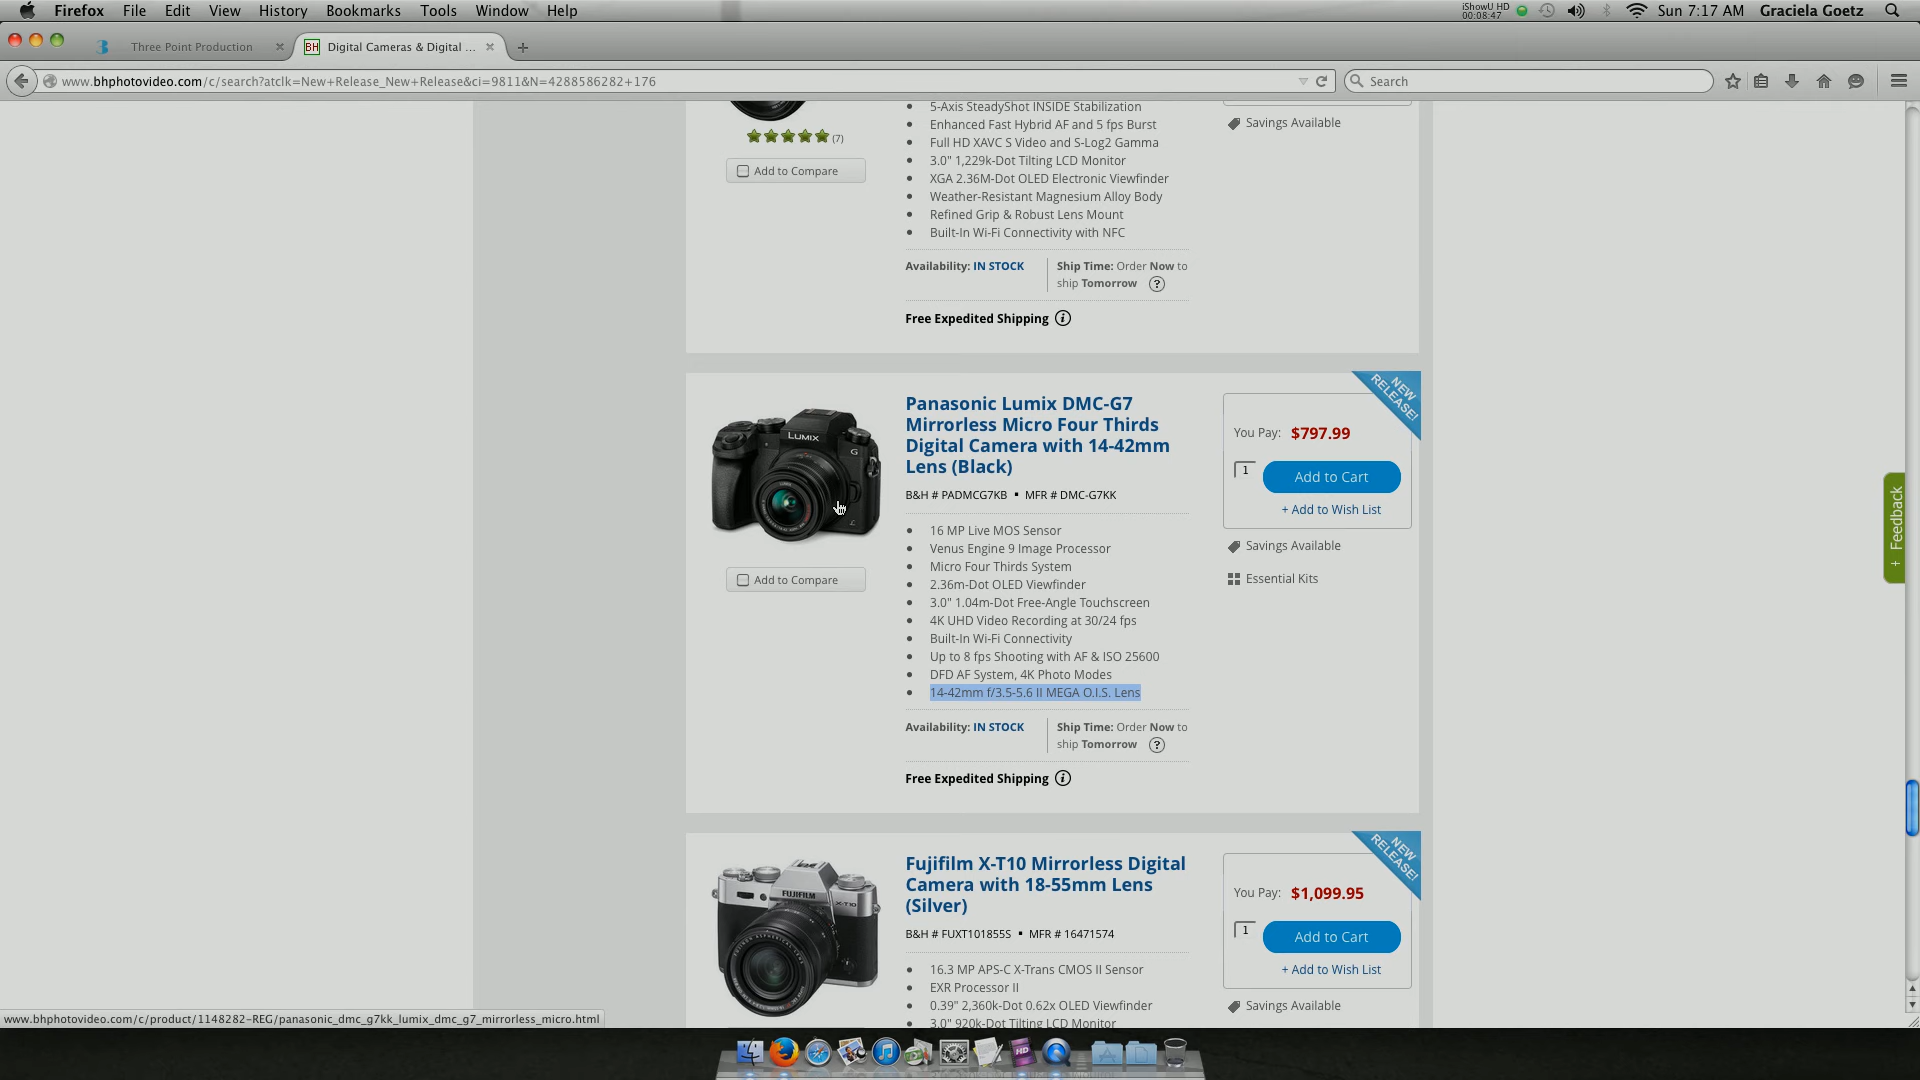 Firefox File Edit View History Bookmarks Tools Window Help
iShowU HD
00:08:47
Sun 7:17 AM Graciela Goetz
Three Point Production
BH Digital Cameras & Digital ...
www.bhphotovideo.com/c/search?atclk=New+Release_New+Release&ci=9811&N=4288586282+176
Search
5-Axis SteadyShot INSIDE Stabilization
Enhanced Fast Hybrid AF and 5 fps Burst
Full HD XAVC S Video and S-Log2 Gamma
3.0" 1,229k-Dot Tilting LCD Monitor
XGA 2.36M-Dot OLED Electronic Viewfinder
Weather-Resistant Magnesium Alloy Body
Refined Grip & Robust Lens Mount
Built-In Wi-Fi Connectivity with NFC
(7)
Add to Compare
Savings Available
Availability: IN STOCK
Ship Time: Order Now to
ship Tomorrow ?
Free Expedited Shipping i
LUMIX
G
Add to Compare
Panasonic Lumix DMC-G7
Mirrorless Micro Four Thirds
Digital Camera with 14-42mm
Lens (Black)
B&H # PADMCG7KB ▪ MFR # DMC-G7KK
16 MP Live MOS Sensor
Venus Engine 9 Image Processor
Micro Four Thirds System
2.36m-Dot OLED Viewfinder
3.0" 1.04m-Dot Free-Angle Touchscreen
4K UHD Video Recording at 30/24 fps
Built-In Wi-Fi Connectivity
Up to 8 fps Shooting with AF & ISO 25600
DFD AF System, 4K Photo Modes
14-42mm f/3.5-5.6 II MEGA O.I.S. Lens
Availability: IN STOCK
Ship Time: Order Now to
ship Tomorrow ?
Free Expedited Shipping i
NEW
RELEASE!
You Pay: $797.99
1
Add to Cart
+ Add to Wish List
Savings Available
Essential Kits
+ Feedback
FUJIFILM
X-T10
Fujifilm X-T10 Mirrorless Digital
Camera with 18-55mm Lens
(Silver)
B&H # FUXT101855S ▪ MFR # 16471574
16.3 MP APS-C X-Trans CMOS II Sensor
EXR Processor II
0.39" 2,360k-Dot 0.62x OLED Viewfinder
3.0" 920k-Dot Tilting LCD Monitor
NEW
RELEASE!
You Pay: $1,099.95
1
Add to Cart
+ Add to Wish List
Savings Available
www.bhphotovideo.com/c/product/1148282-REG/panasonic_dmc_g7kk_lumix_dmc_g7_mirrorless_micro.html
HD